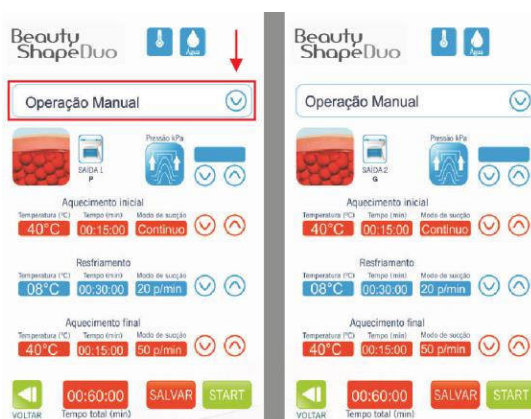 Beauty
ShapeDuo
Água
Operação Manual
SAÍDA 1
P
Pressão kPa
Aquecimento inicial
Temperatura (°C) Tempo (min) Modo de sucção
40°C 00:15:00 Continuo
Resfriamento
Temperatura (°C) Tempo (min) Modo de sucção
08°C 00:30:00 20 p/min
Aquecimento final
Temperatura (°C) Tempo (min) Modo de sucção
40°C 00:15:00 50 p/min
VOLTAR
00:60:00 SALVAR START
Tempo total (min)
Beauty
ShapeDuo
Água
Operação Manual
SAÍDA 2
G
Pressão kPa
Aquecimento inicial
Temperatura (°C) Tempo (min) Modo de sucção
40°C 00:15:00 Continuo
Resfriamento
Temperatura (°C) Tempo (min) Modo de sucção
08°C 00:30:00 20 p/min
Aquecimento final
Temperatura (°C) Tempo (min) Modo de sucção
40°C 00:15:00 50 p/min
VOLTAR
00:60:00 SALVAR START
Tempo total (min)